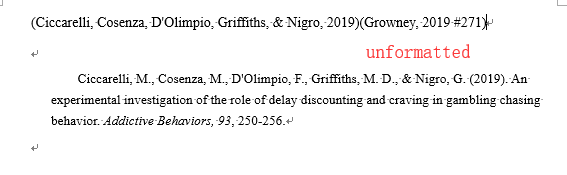 (Ciccarelli, Cosenza, D'Olimpio, Griffiths, & Nigro, 2019)(Growney, 2019 #271)
unformatted
Ciccarelli, M., Cosenza, M., D'Olimpio, F., Griffiths, M. D., & Nigro, G. (2019). An
experimental investigation of the role of delay discounting and craving in gambling chasing
behavior. Addictive Behaviors, 93, 250-256.